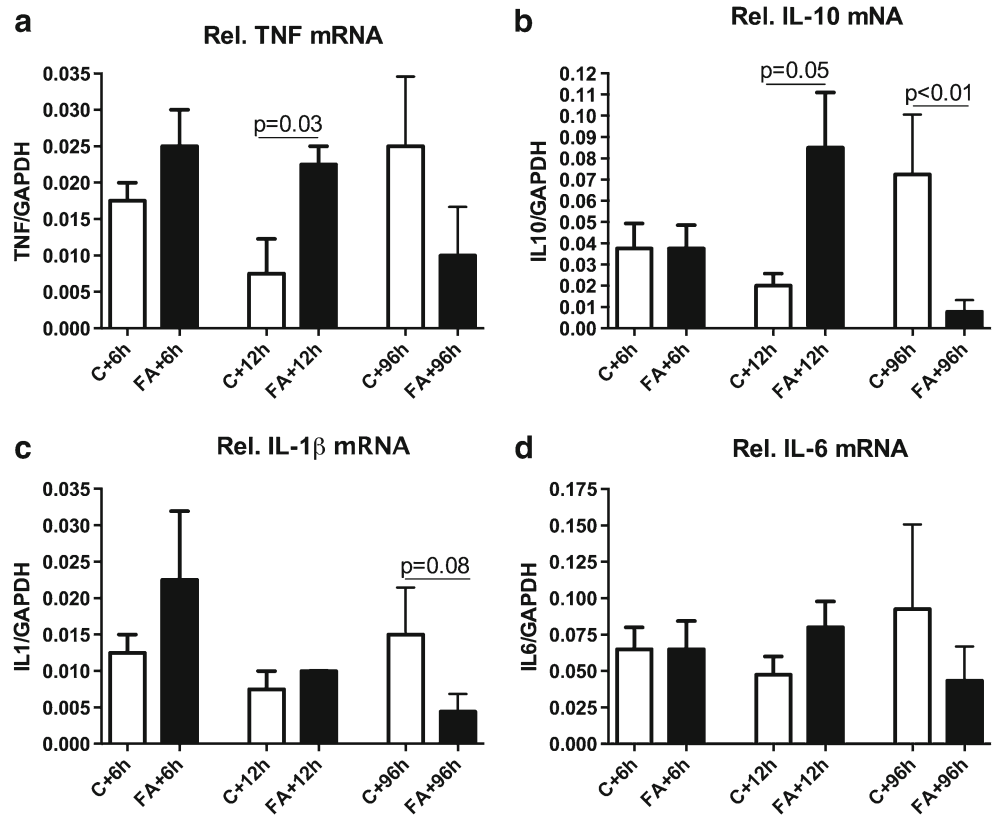 a
Rel. TNF mRNA
TNF/GAPDH
0.035
0.030
0.025
0.020
0.015
0.010
0.005
0.000
p=0.03
C+6h
FA+6h
C+12h
FA+12h
C+96h
FA+96h
b
Rel. IL-10 mNA
IL10/GAPDH
0.12
0.11
0.10
0.09
0.08
0.07
0.06
0.05
0.04
0.03
0.02
0.01
0.00
p=0.05
p<0.01
C+6h
FA+6h
C+12h
FA+12h
C+96h
FA+96h
c
Rel. IL-1β mRNA
IL1/GAPDH
0.035
0.030
0.025
0.020
0.015
0.010
0.005
0.000
p=0.08
C+6h
FA+6h
C+12h
FA+12h
C+96h
FA+96h
d
Rel. IL-6 mRNA
IL6/GAPDH
0.175
0.150
0.125
0.100
0.075
0.050
0.025
0.000
C+6h
FA+6h
C+12h
FA+12h
C+96h
FA+96h